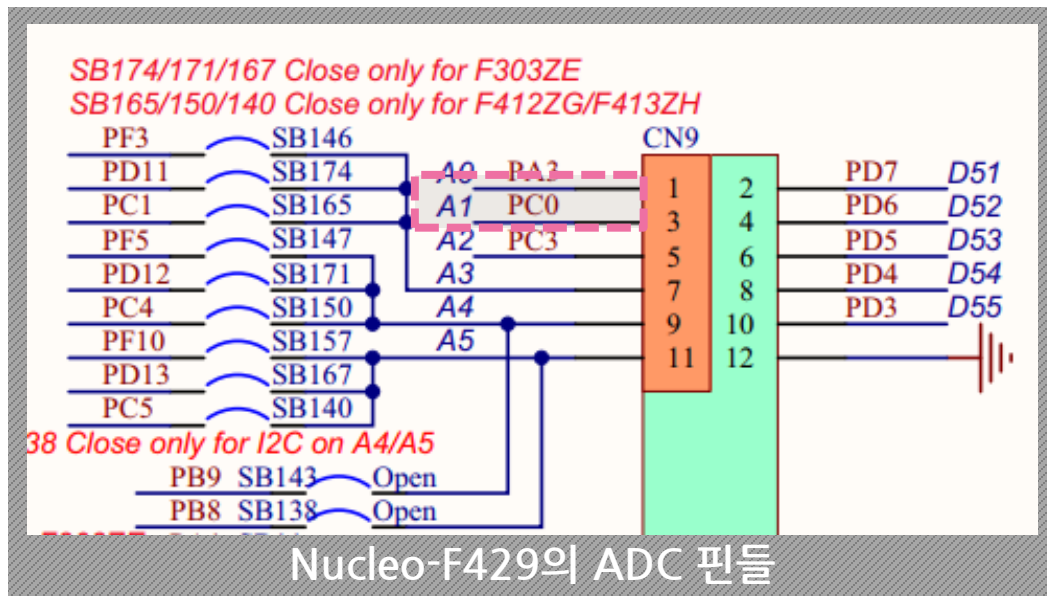 SB174/171/167 Close only for F303ZE
SB165/150/140 Close only for F412ZG/F413ZH
PF3 SB146 CN9
PD11 SB174 A0 PA3 1 2 PD7 D51
PC1 SB165 A1 PC0 3 4 PD6 D52
PF5 SB147 A2 PC3 5 6 PD5 D53
PD12 SB171 A3 7 8 PD4 D54
PC4 SB150 A4 9 10 PD3 D55
PF10 SB157 A5 11 12
PD13 SB167
PC5 SB140
38 Close only for I2C on A4/A5
PB9 SB143 Open
PB8 SB138 Open
Nucleo-F429의 ADC 핀들